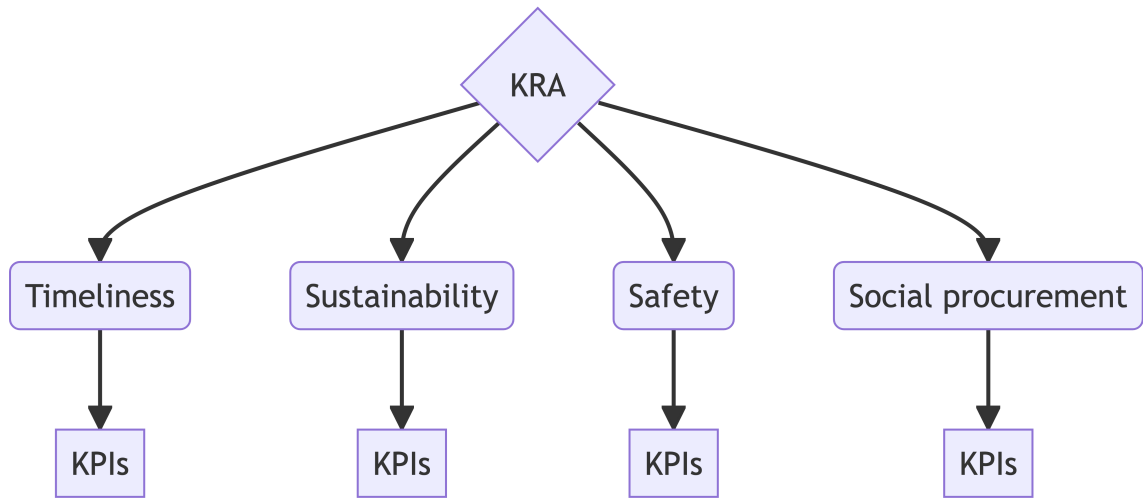 KRA
Timeliness
Sustainability
Safety
Social procurement
KPIs
KPIs
KPIs
KPIs